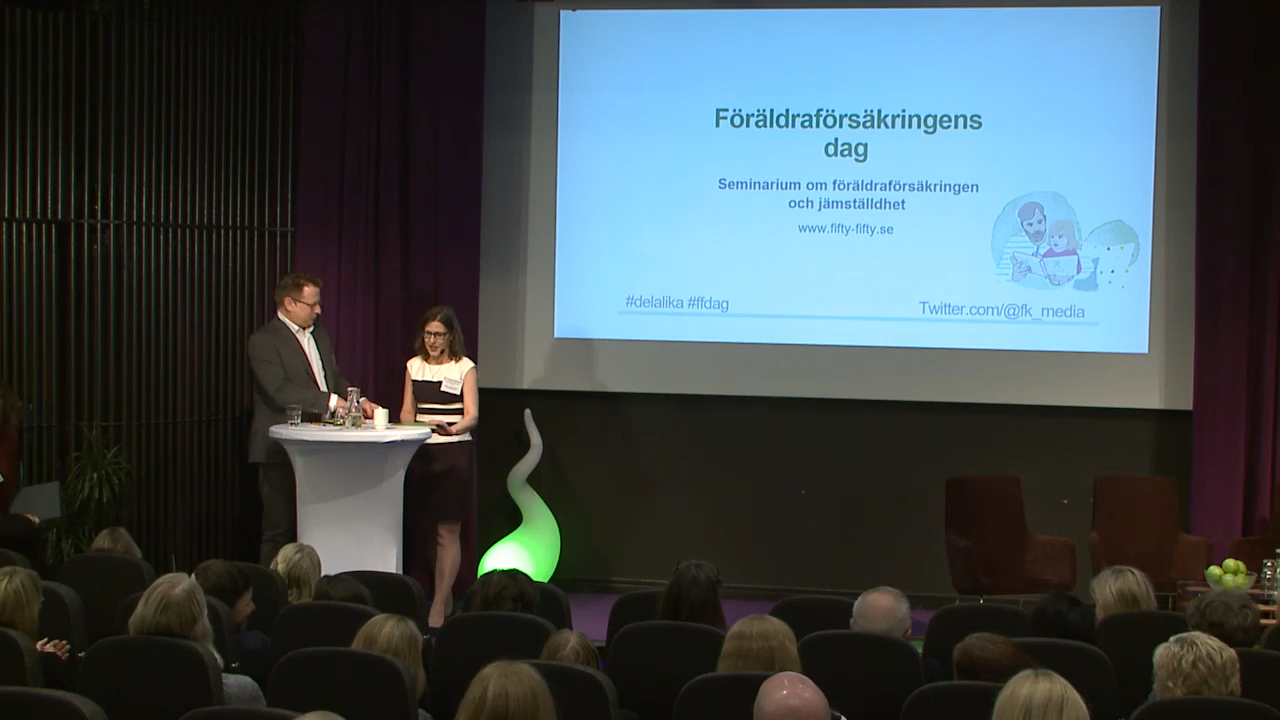 Föräldraförsäkringens
dag
Seminarium om föräldraförsäkringen
och jämställdhet
www.fifty-fifty.se
#delalika #ffdag
Twitter.com/@fk_media